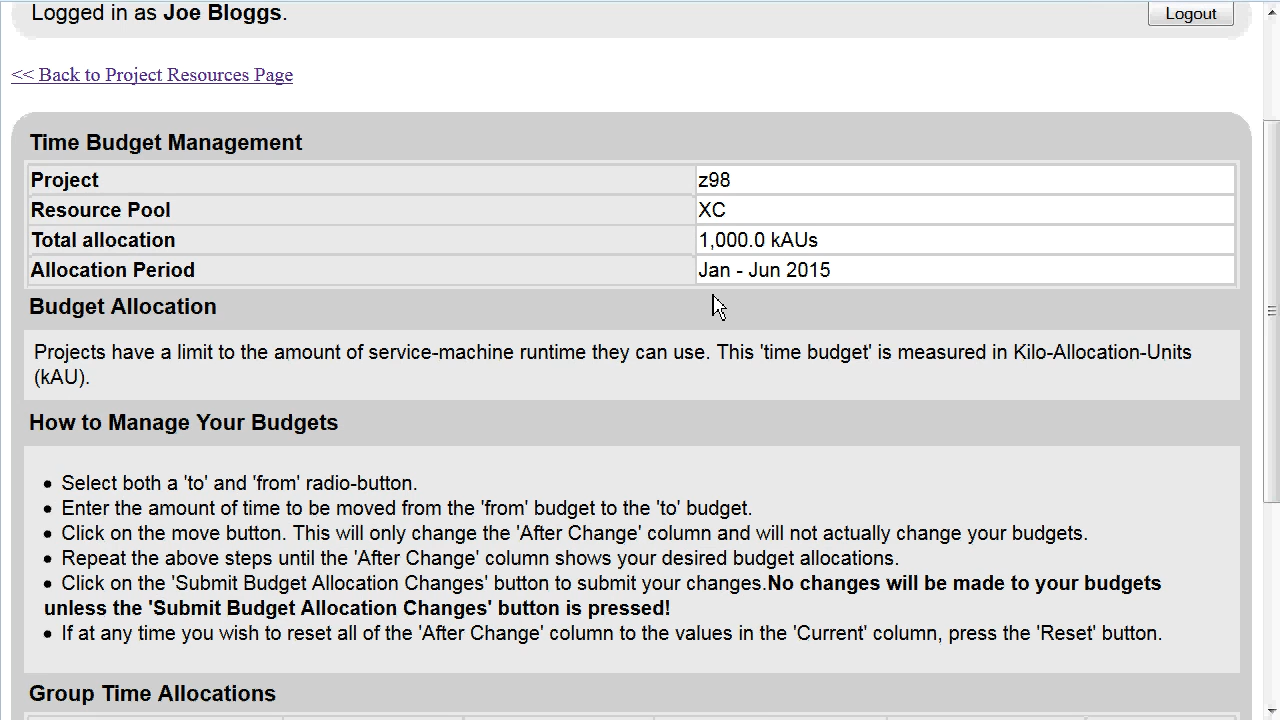 Logged in as Joe Bloggs.
Logout
<< Back to Project Resources Page
Time Budget Management
Project z98
Resource Pool XC
Total allocation 1,000.0 kAUs
Allocation Period Jan - Jun 2015
Budget Allocation
Projects have a limit to the amount of service-machine runtime they can use. This 'time budget' is measured in Kilo-Allocation-Units
(kAU).
How to Manage Your Budgets
• Select both a 'to' and 'from' radio-button.
• Enter the amount of time to be moved from the 'from' budget to the 'to' budget.
• Click on the move button. This will only change the 'After Change' column and will not actually change your budgets.
• Repeat the above steps until the 'After Change' column shows your desired budget allocations.
• Click on the 'Submit Budget Allocation Changes' button to submit your changes.No changes will be made to your budgets
unless the 'Submit Budget Allocation Changes' button is pressed!
• If at any time you wish to reset all of the 'After Change' column to the values in the 'Current' column, press the 'Reset' button.
Group Time Allocations